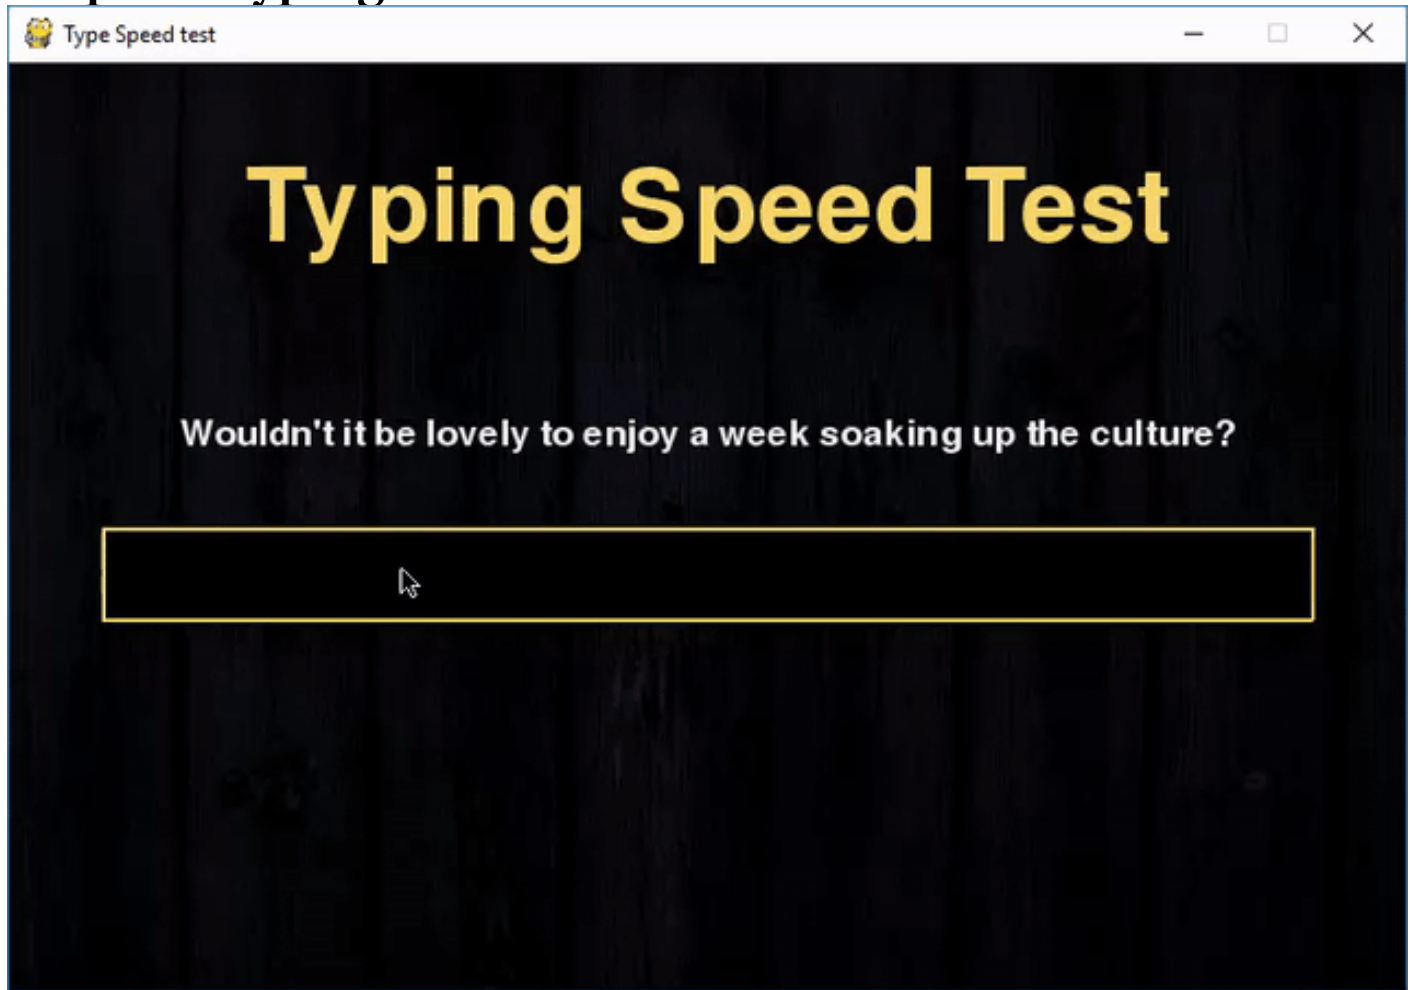 Type Speed test
Typing Speed Test
Wouldn't it be lovely to enjoy a week soaking up the culture?